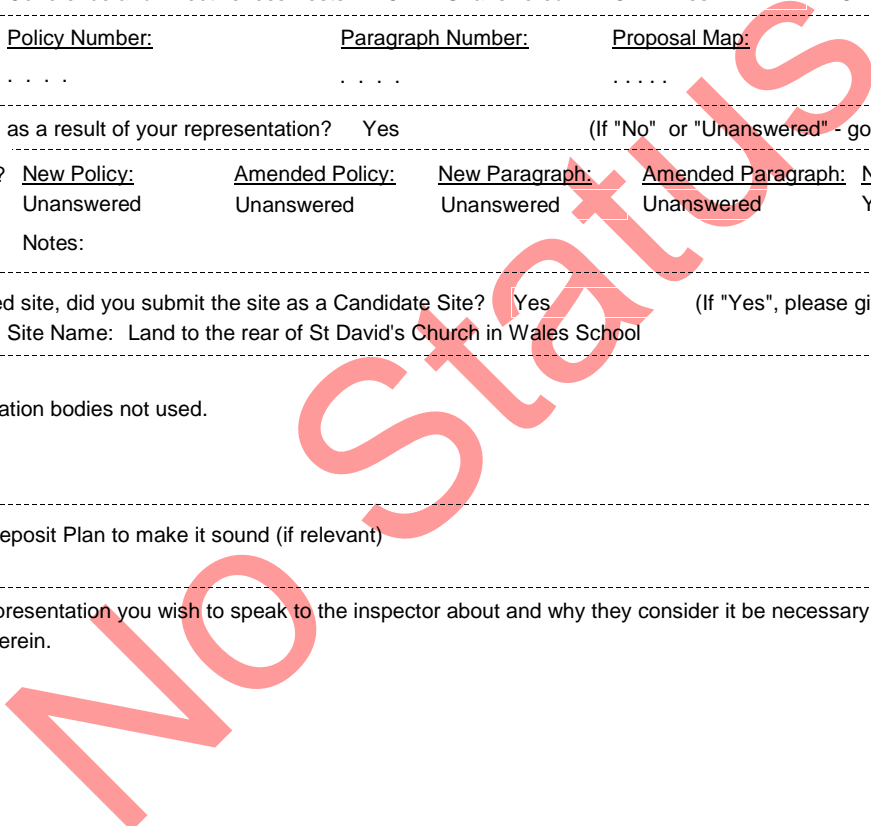 Policy Number: Paragraph Number: Proposal Map:
. . . . . . . . . . . . .
as a result of your representation? Yes (If "No" or "Unanswered" - go
? New Policy: Amended Policy: New Paragraph: Amended Paragraph: N
Unanswered Unanswered Unanswered Unanswered Y
Notes:
ed site, did you submit the site as a Candidate Site? Yes (If "Yes", please gi
Site Name: Land to the rear of St David's Church in Wales School
ation bodies not used.
eposit Plan to make it sound (if relevant)
presentation you wish to speak to the inspector about and why they consider it be necessary
erein.
No Status